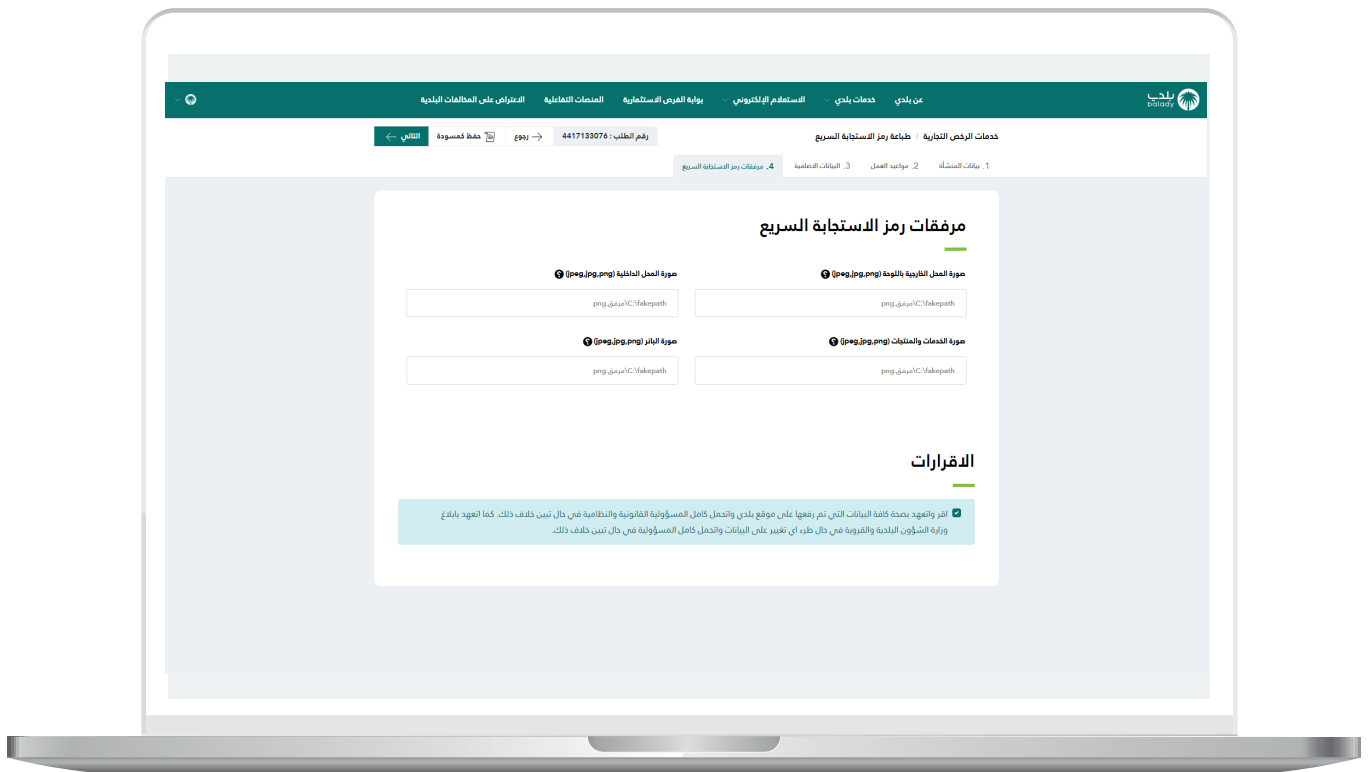 بلدي
balady
عن بلدي
خدمات بلدي
الاستعلام الإلكتروني
بوابة الفرص الاستثمارية
المنصات التفاعلية
الاعتراض على المخالفات البلدية
خدمات الرخص التجارية / طباعة رمز الاستجابة السريع
رقم الطلب : 4417133076
رجوع
حفظ كمسودة
التالي
1. بيانات المنشأة
2. مواعيد العمل
3. البيانات الاضافية
4. مرفقات رمز الاستجابة السريع
مرفقات رمز الاستجابة السريع
صورة المحل الخارجية باللوحة (jpeg,jpg,png)
صورة المحل الداخلية (jpeg,jpg,png)
C:\fakepath\مرفق.png
C:\fakepath\مرفق.png
صورة الخدمات والمنتجات (jpeg,jpg,png)
صورة البانر (jpeg,jpg,png)
C:\fakepath\مرفق.png
C:\fakepath\مرفق.png
الاقرارات
اقر واتعهد بصحة كافة البيانات التي تم رفعها على موقع بلدي واتحمل كامل المسؤولية القانونية والنظامية في حال تبين خلاف ذلك. كما اتعهد بابلاغ
وزارة الشؤون البلدية والقروية في حال طرء اي تغيير على البيانات واتحمل كامل المسؤولية في حال تبين خلاف ذلك.